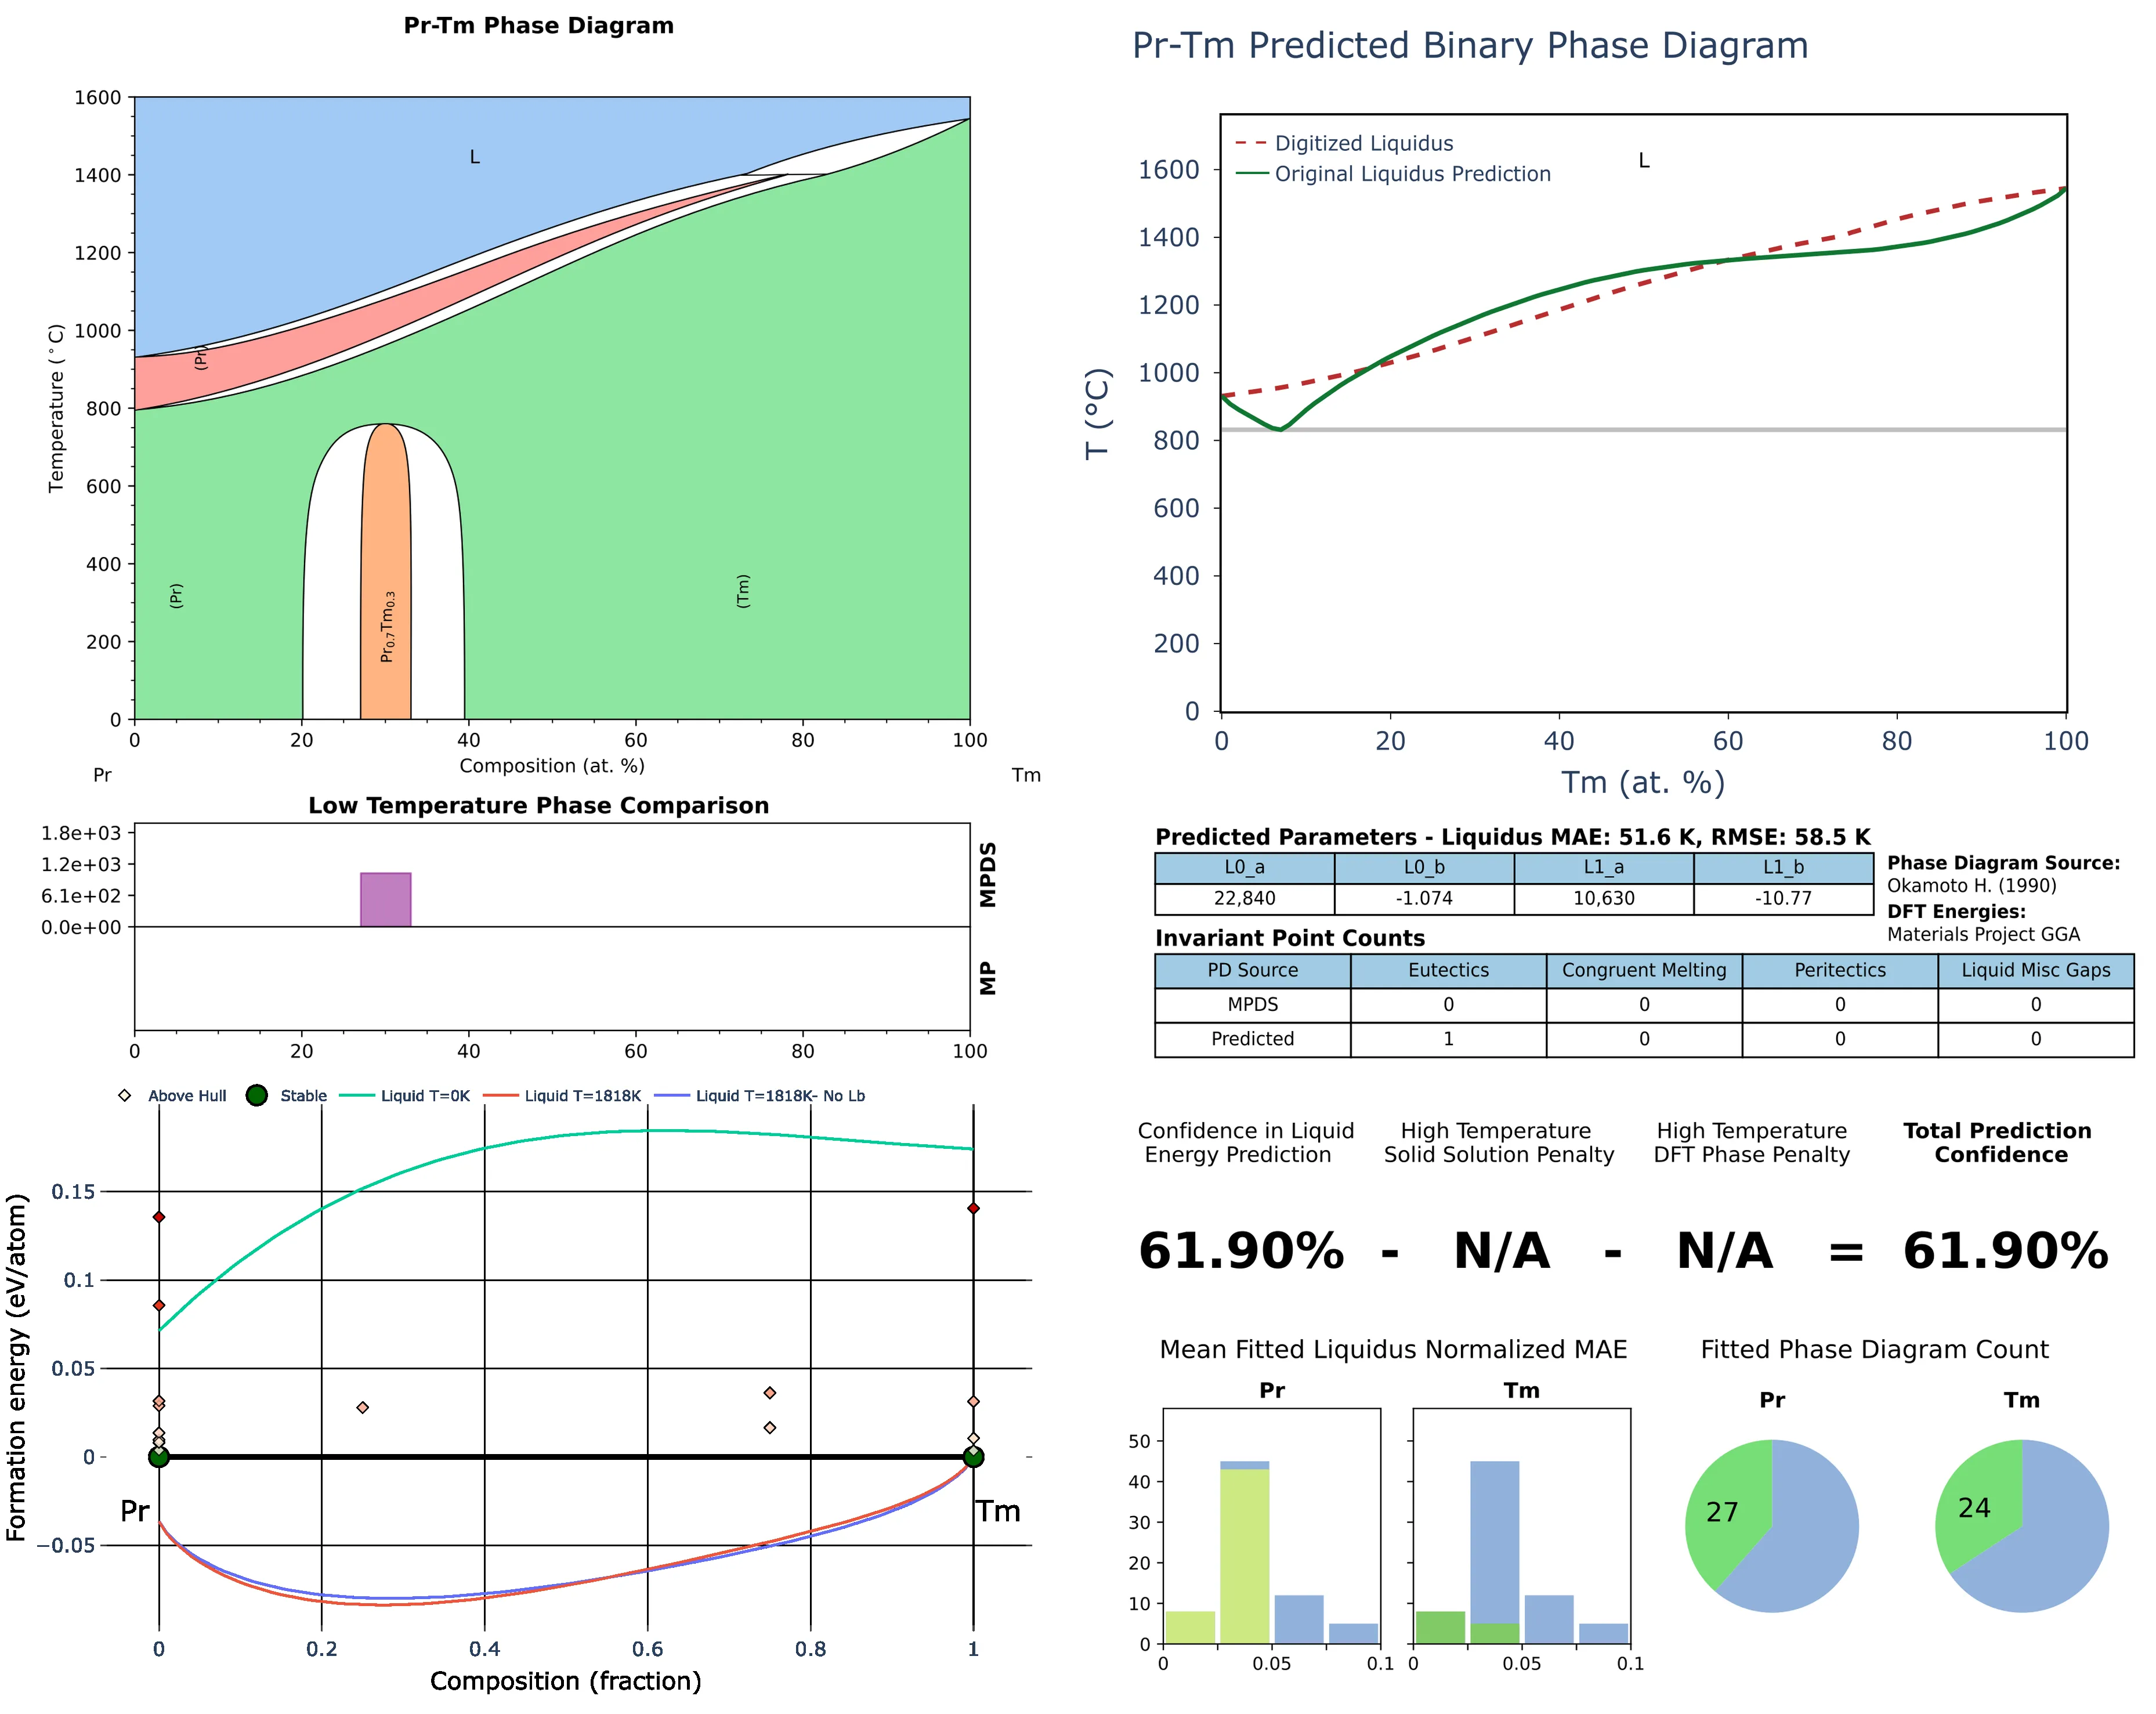 Pr-Tm Phase Diagram
1600
1400
1200
1000
800
600
400
200
0
Temperature (°C)
L
(Pr)
(Pr)
Pr0.7Tm0.3
(Tm)
0 20 40 60 80 100
Composition (at. %)
Pr Tm
Low Temperature Phase Comparison
1.8e+03
1.2e+03
6.1e+02
0.0e+00
MPDS
MP
0 20 40 60 80 100
Above Hull Stable Liquid T=0K Liquid T=1818K Liquid T=1818K- No Lb
0.15
0.1
0.05
0
−0.05
Formation energy (eV/atom)
Pr Tm
0 0.2 0.4 0.6 0.8 1
Composition (fraction)
Pr-Tm Predicted Binary Phase Diagram
Digitized Liquidus
Original Liquidus Prediction
L
1600
1400
1200
1000
800
600
400
200
0
T (°C)
0 20 40 60 80 100
Tm (at. %)
Predicted Parameters - Liquidus MAE: 51.6 K, RMSE: 58.5 K
L0_a L0_b L1_a L1_b
22,840 -1.074 10,630 -10.77
Phase Diagram Source:
Okamoto H. (1990)
DFT Energies:
Materials Project GGA
Invariant Point Counts
PD Source Eutectics Congruent Melting Peritectics Liquid Misc Gaps
MPDS 0 0 0 0
Predicted 1 0 0 0
Confidence in Liquid
Energy Prediction
High Temperature
Solid Solution Penalty
High Temperature
DFT Phase Penalty
Total Prediction
Confidence
61.90% - N/A - N/A = 61.90%
Mean Fitted Liquidus Normalized MAE
Pr Tm
50
40
30
20
10
0
0 0.05 0.1 0 0.05 0.1
Fitted Phase Diagram Count
Pr Tm
27 24